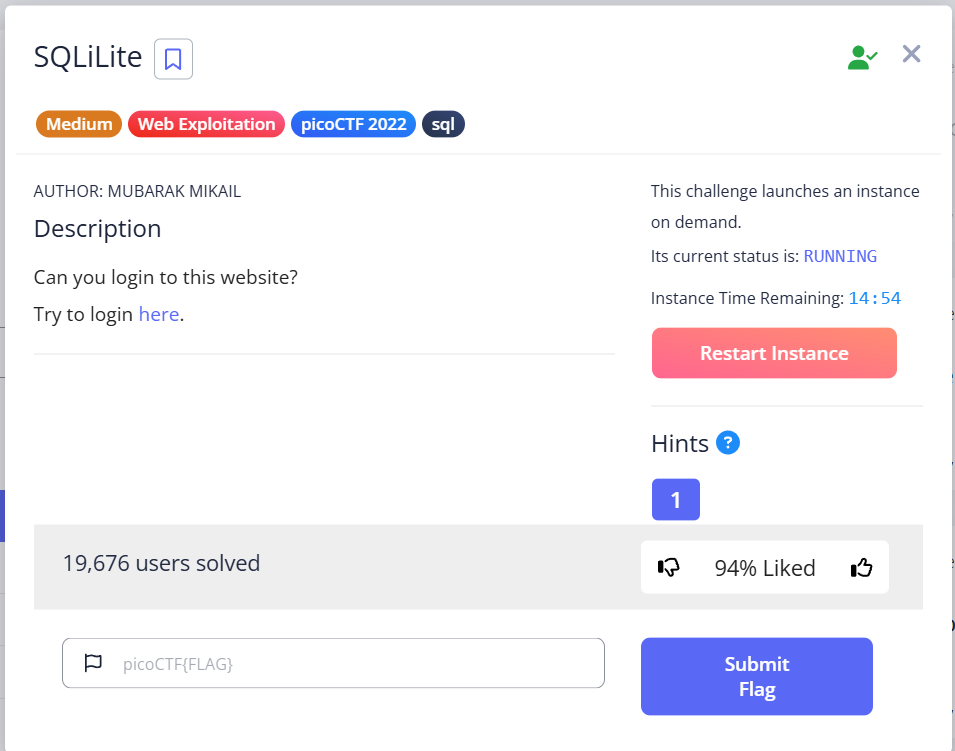 SQLiLite
Medium Web Exploitation picoCTF 2022 sql
AUTHOR: MUBARAK MIKAIL
Description
Can you login to this website?
Try to login here.
This challenge launches an instance
on demand.
Its current status is: RUNNING
Instance Time Remaining: 14:54
Restart Instance
Hints ?
1
19,676 users solved
94% Liked
picoCTF{FLAG}
Submit
Flag